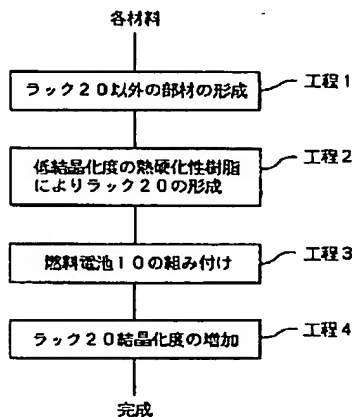 各材料
ラック20以外の部材の形成
工程1
低結晶化度の熱硬化性樹脂
によりラック20の形成
工程2
燃料電池10の組み付け
工程3
ラック20結晶化度の増加
工程4
完成